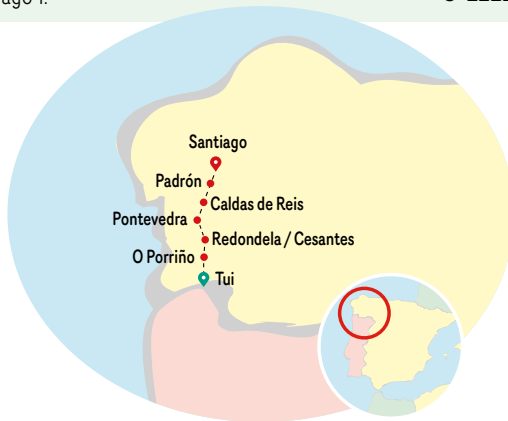 Santiago
Padrón
Caldas de Reis
Pontevedra
Redondela / Cesantes
O Porriño
Tui